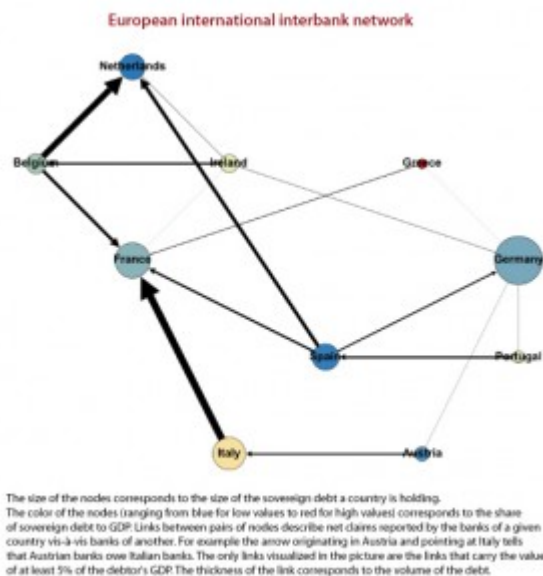 European international interbank network
Netherlands
Belgium
Ireland
Greece
France
Germany
Spain
Portugal
Italy
Austria
The size of the nodes corresponds to the size of the sovereign debt a country is holding.
The color of the nodes (ranging from blue for low values to red for high values) corresponds to the share
of sovereign debt to GDP. Links between pairs of nodes describe net claims reported by the banks of a given
country vis-à-vis banks of another. For example the arrow originating in Austria and pointing at Italy tells
that Austrian banks owe Italian banks. The only links visualized in the picture are the links that carry the value
of at least 5% of the debtor's GDP. The thickness of the link corresponds to the volume of the debt.